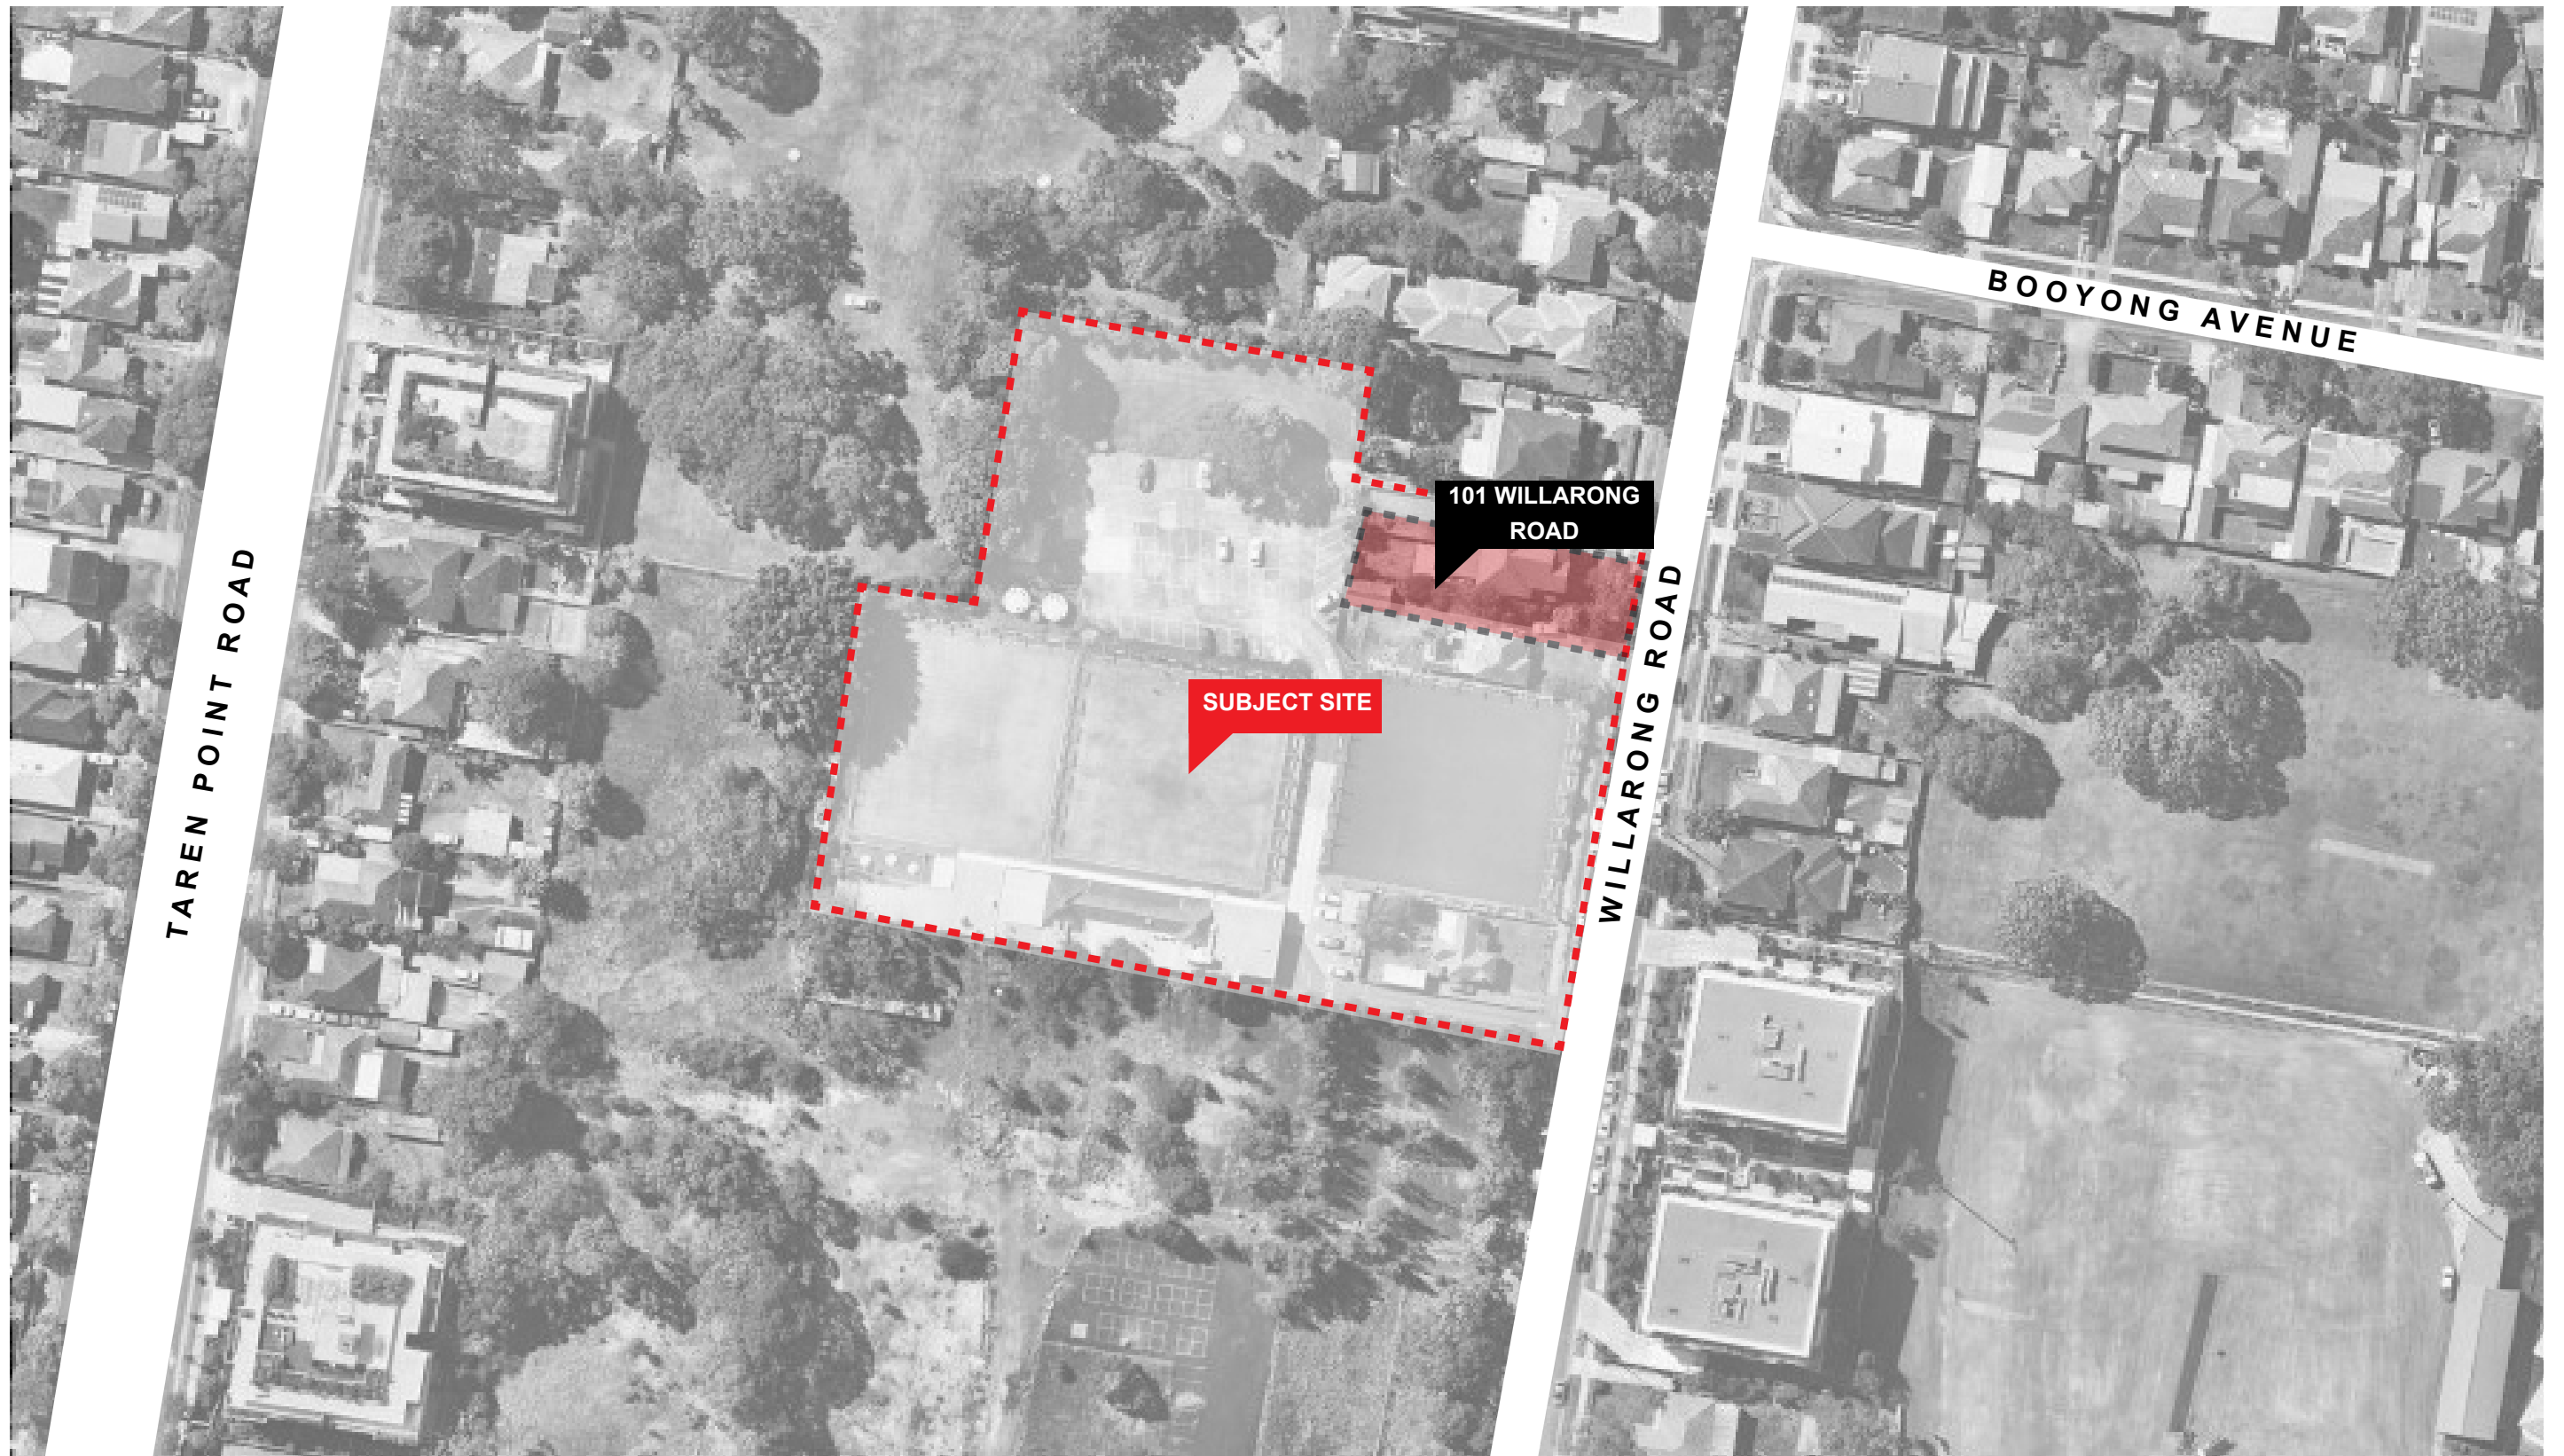 BOOYONG AVENUE
101 WILLARONG
ROAD
SUBJECT SITE
TAREN POINT ROAD
WILLARONG ROAD